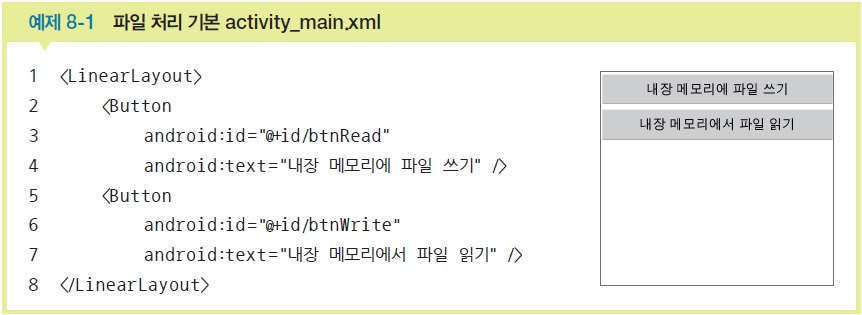 예제 8-1 파일 처리 기본 activity_main.xml
1 <LinearLayout>
2 <Button
3 android:id="@+id/btnRead"
4 android:text="내장 메모리에 파일 쓰기" />
5 <Button
6 android:id="@+id/btnWrite"
7 android:text="내장 메모리에서 파일 읽기" />
8 </LinearLayout>
내장 메모리에 파일 쓰기
내장 메모리에서 파일 읽기